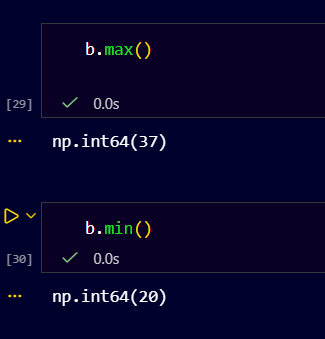 b.max()
[29]
0.0s
... np.int64(37)
b.min()
[30]
0.0s
... np.int64(20)